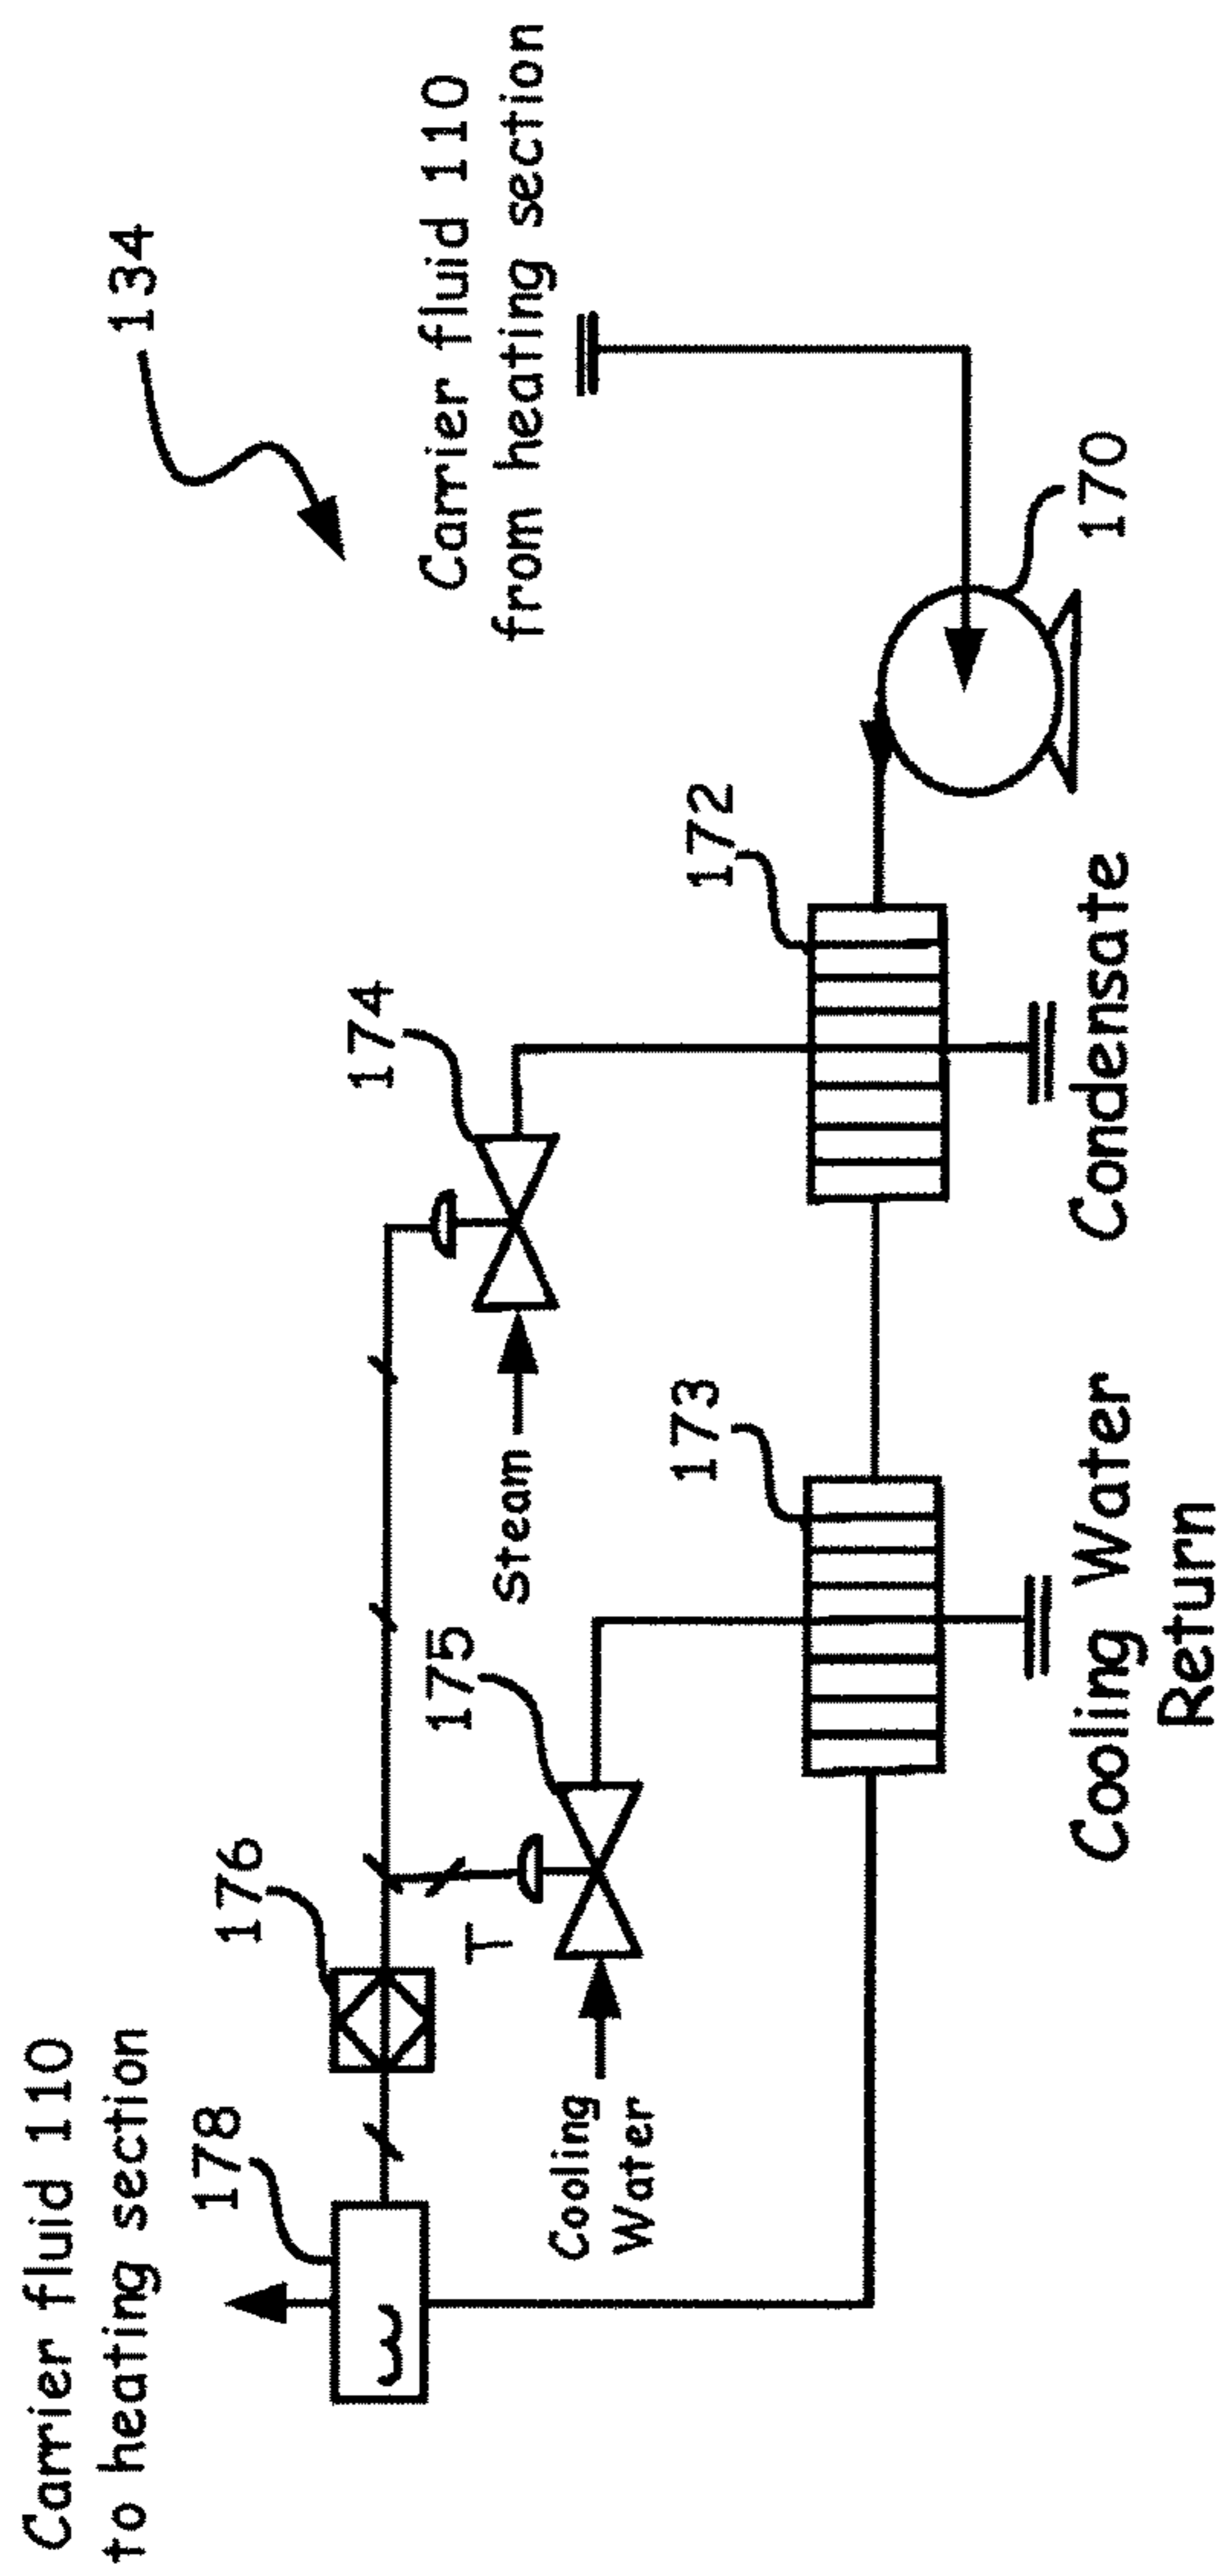 134
Carrier fluid 110
from heating section
Carrier fluid 110
to heating section
178
176
175
174
173
172
170
T
Steam
Cooling
Water
Cooling Water
Return
Condensate